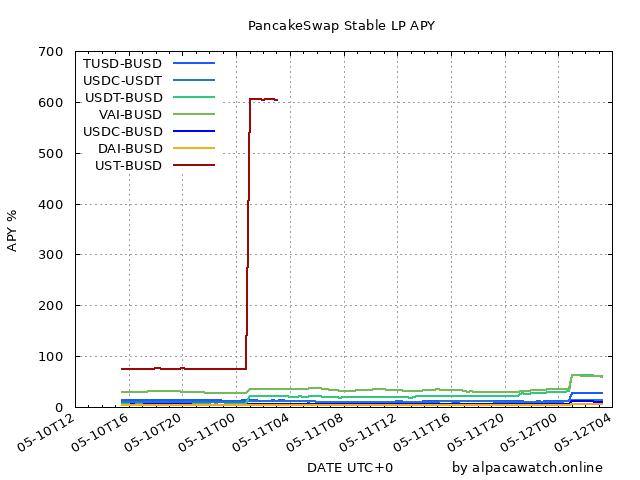 PancakeSwap Stable LP APY
700
600
500
400
300
200
100
0
APY %
TUSD-BUSD
USDC-USDT
USDT-BUSD
VAI-BUSD
USDC-BUSD
DAI-BUSD
UST-BUSD
05-10T12
05-10T16
05-10T20
05-11T00
05-11T04
05-11T08
05-11T12
05-11T16
05-11T20
05-12T00
05-12T04
DATE UTC+0
by alpacawatch.online